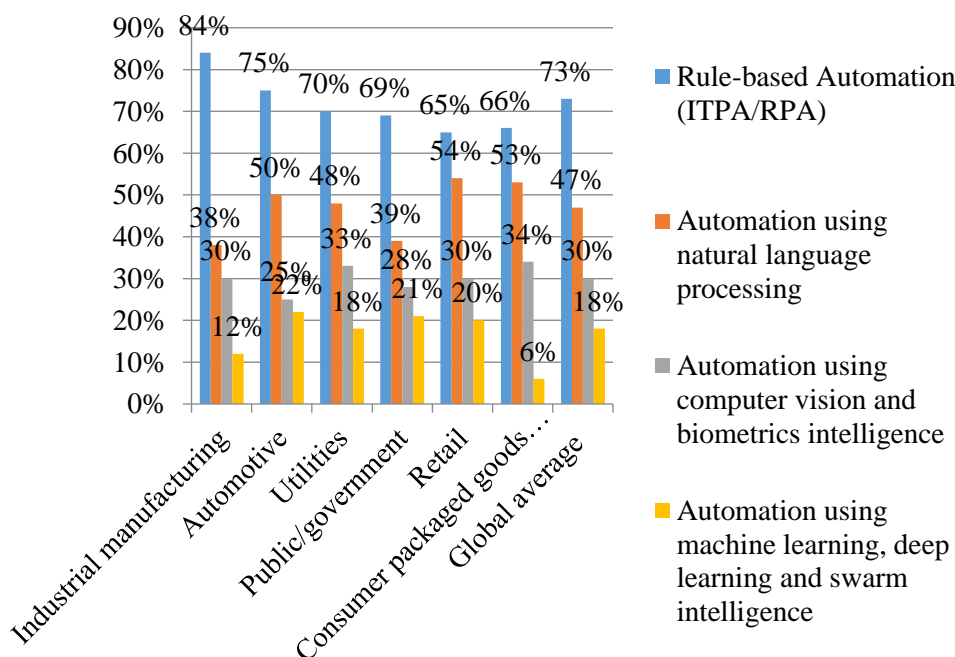 90%
80%
70%
60%
50%
40%
30%
20%
10%
0%
84%
38%
30%
12%
75%
50%
25%
22%
70%
48%
33%
18%
69%
39%
28%
21%
65%
54%
30%
20%
66%
53%
34%
6%
73%
47%
30%
18%
Industrial manufacturing
Automotive
Utilities
Public/government
Retail
Consumer packaged goods…
Global average
Rule-based Automation
(ITPA/RPA)
Automation using
natural language
processing
Automation using
computer vision and
biometrics intelligence
Automation using
machine learning, deep
learning and swarm
intelligence